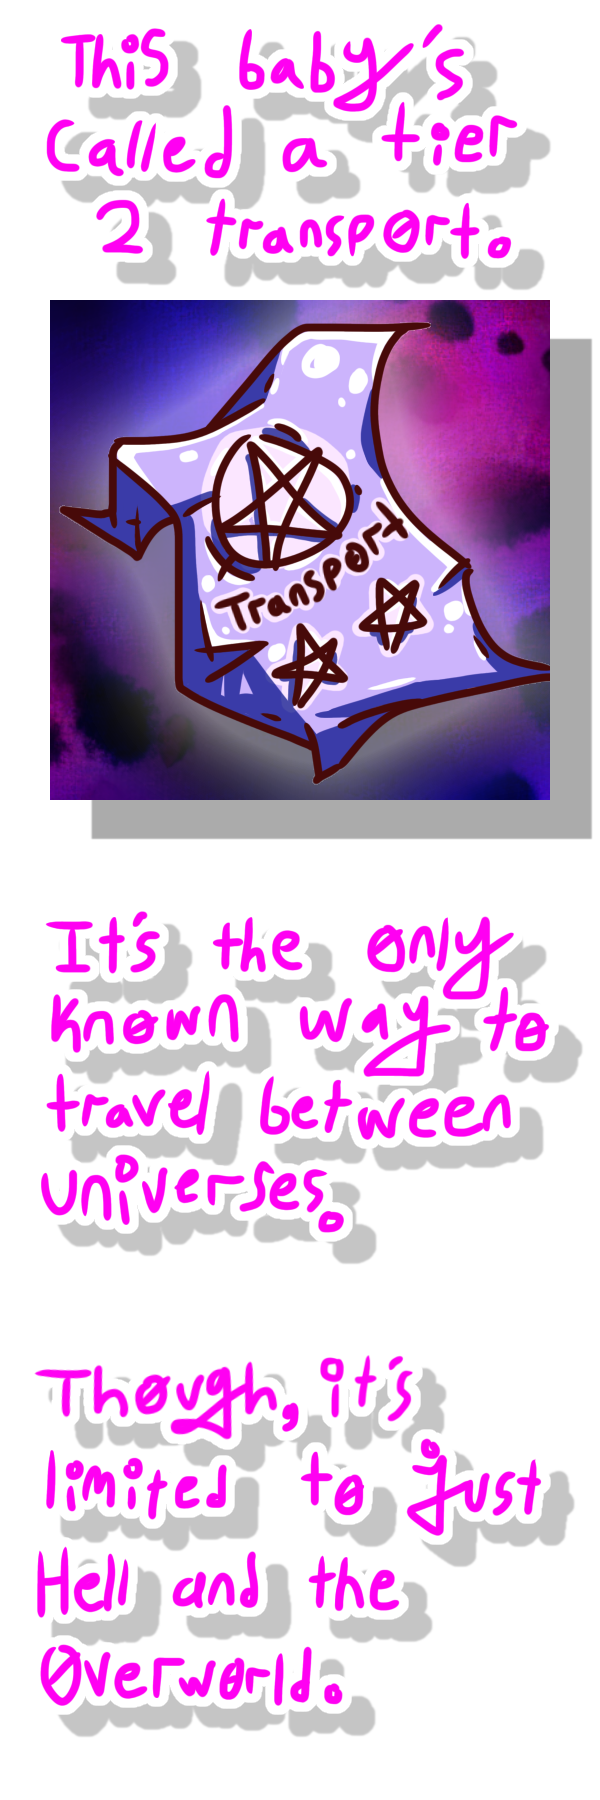 This baby's
called a tier
2 transport.
Transport
It's the only
known way to
travel between
universes.
Though, it's
limited to just
Hell and the
Overworld.